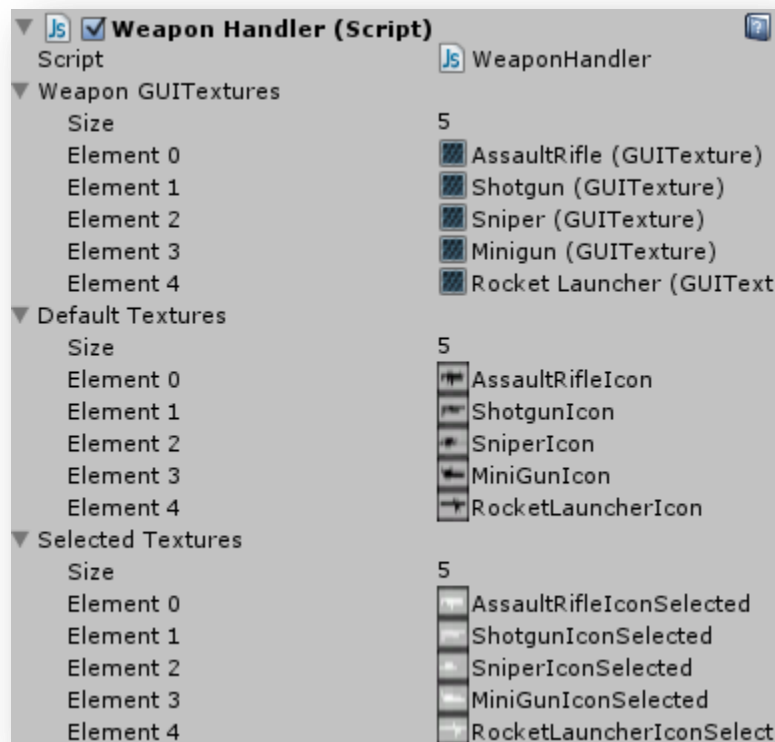 Js Weapon Handler (Script) ?
Script Js WeaponHandler
Weapon GUITextures
Size 5
Element 0 AssaultRifle (GUITexture)
Element 1 Shotgun (GUITexture)
Element 2 Sniper (GUITexture)
Element 3 Minigun (GUITexture)
Element 4 Rocket Launcher (GUIText
Default Textures
Size 5
Element 0 AssaultRifleIcon
Element 1 ShotgunIcon
Element 2 SniperIcon
Element 3 MiniGunIcon
Element 4 RocketLauncherIcon
Selected Textures
Size 5
Element 0 AssaultRifleIconSelected
Element 1 ShotgunIconSelected
Element 2 SniperIconSelected
Element 3 MiniGunIconSelected
Element 4 RocketLauncherIconSelect